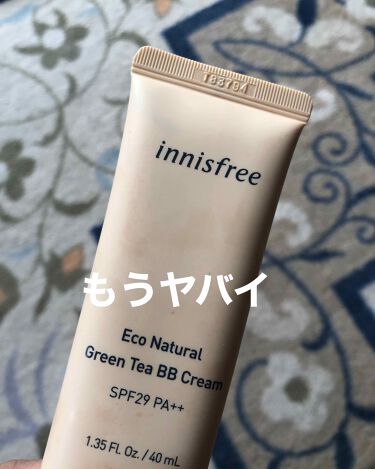 T83794
innisfree
もうヤバイ
Eco Natural
Green Tea BB Cream
SPF29 PA++
1.35 Fl. Oz. / 40 mL